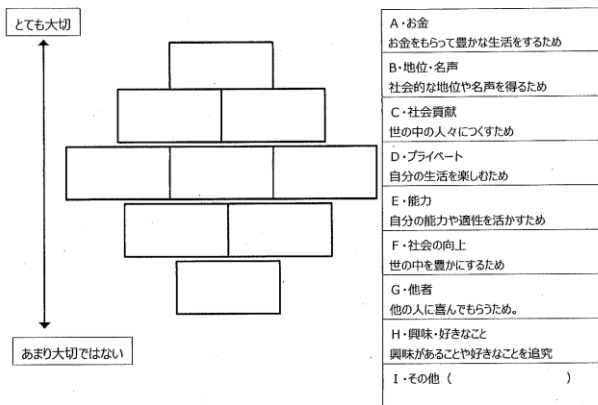 とても大切
あまり大切ではない
A・お金
お金をもらって豊かな生活をするため
B・地位・名声
社会的な地位や名声を得るため
C・社会貢献
世の中の人々につくすため
D・プライベート
自分の生活を楽しむため
E・能力
自分の能力や適性を活かすため
F・社会の向上
世の中を豊かにするため
G・他者
他の人に喜んでもらうため。
H・興味・好きなこと
興味があることや好きなことを追究
I・その他（　　　　　　　　）